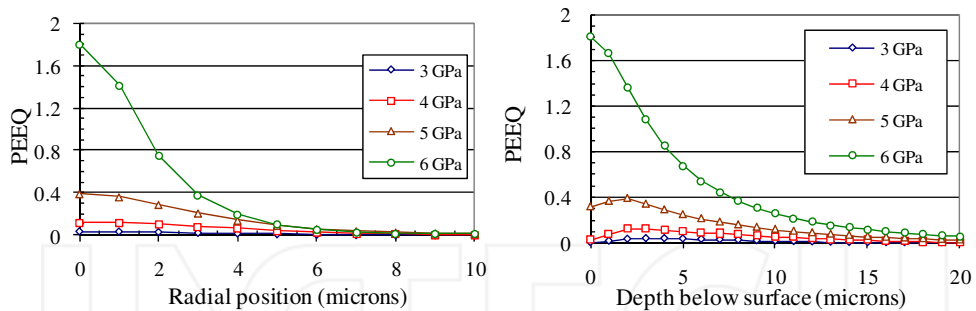 2
1.6
1.2
0.8
0.4
0
PEEQ
0 2 4 6 8 10
Radial position (microns)
3 GPa
4 GPa
5 GPa
6 GPa
2
1.6
1.2
0.8
0.4
0
PEEQ
0 5 10 15 20
Depth below surface (microns)
3 GPa
4 GPa
5 GPa
6 GPa